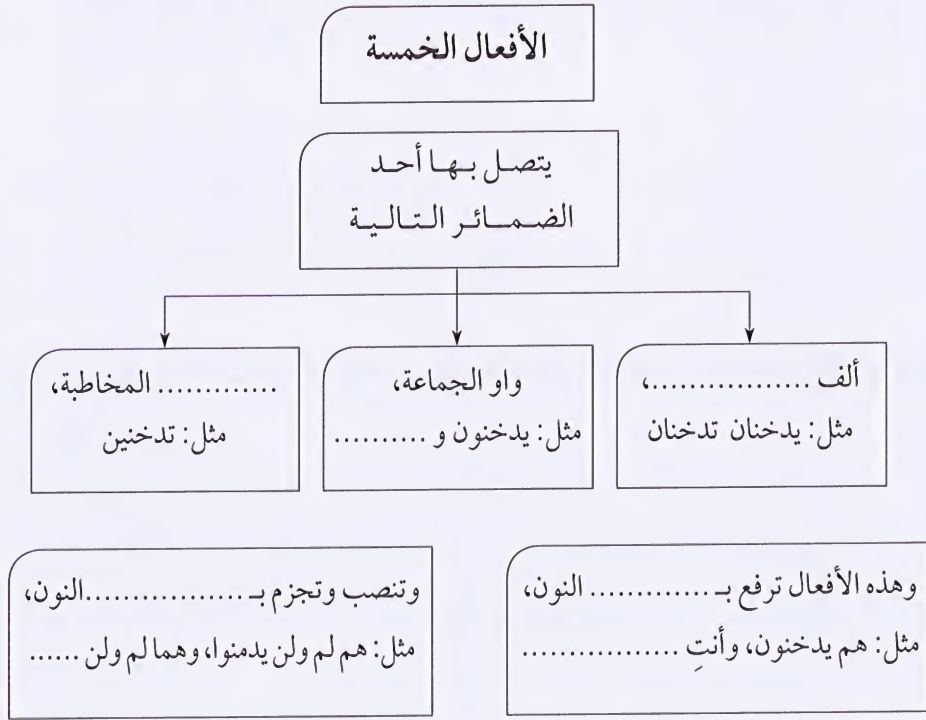 الأفعال الخمسة
يتصل بها أحد
الضمائر التالية
ألف .................،
مثل: يدخنان تدخنان
واو الجماعة،
مثل: يدخنون و ..........
............ المخاطبة،
مثل: تدخنين
وهذه الأفعال ترفع بـ ............. النون،
مثل: هم يدخنون، وأنتِ .................
وتنصب وتجزم بـ .................النون،
مثل: هم لم ولن يدمنوا، وهما لم ولن ......